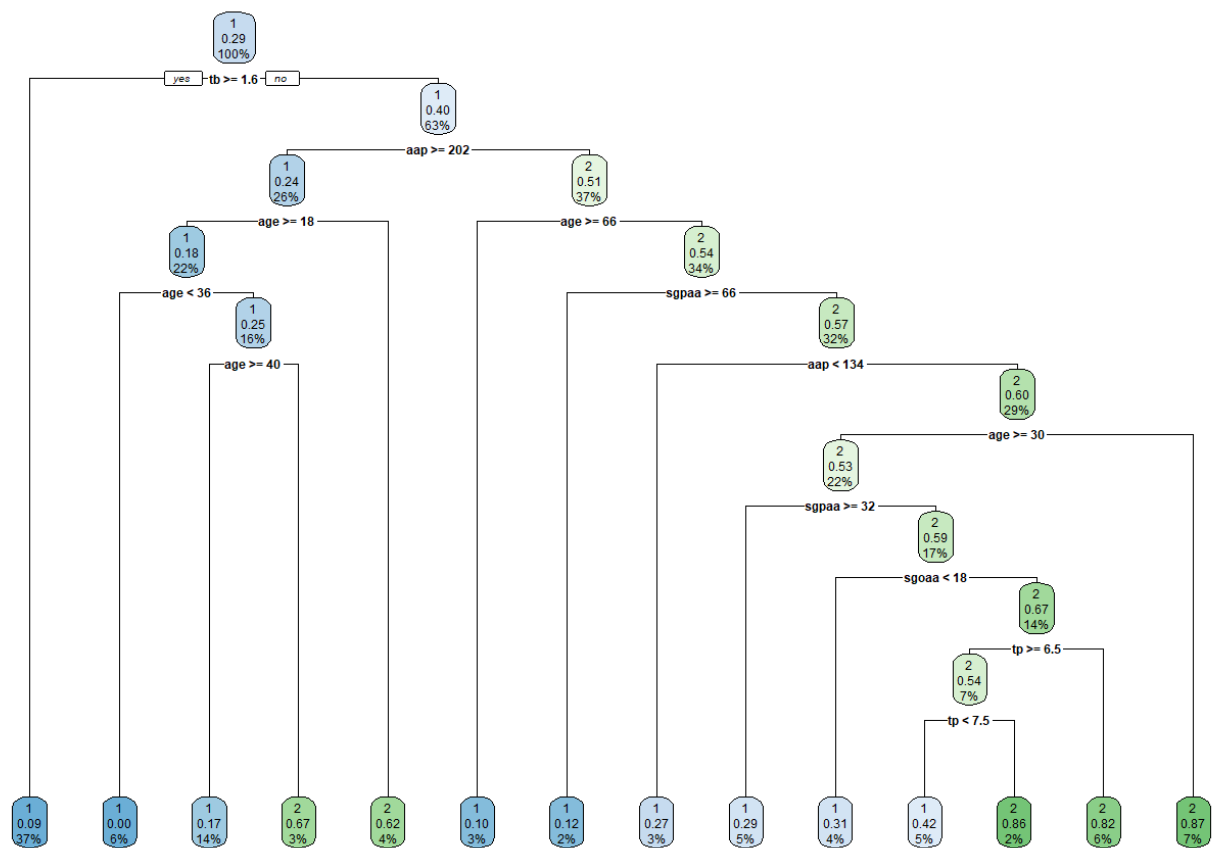 1
0.29
100%
yes tb >= 1.6 no
1
0.40
63%
aap >= 202
1
0.24
26%
2
0.51
37%
age >= 18
age >= 66
1
0.18
22%
2
0.54
34%
age < 36
sgpaa >= 66
1
0.25
16%
2
0.57
32%
age >= 40
aap < 134
2
0.60
29%
age >= 30
2
0.53
22%
sgpaa >= 32
2
0.59
17%
sgoaa < 18
2
0.67
14%
tp >= 6.5
2
0.54
7%
tp < 7.5
1 1 1 2 2 1 1 1 1 1 1 2 2 2
0.09 0.00 0.17 0.67 0.62 0.10 0.12 0.27 0.29 0.31 0.42 0.86 0.82 0.87
37% 6% 14% 3% 4% 3% 2% 3% 5% 4% 5% 2% 6% 7%